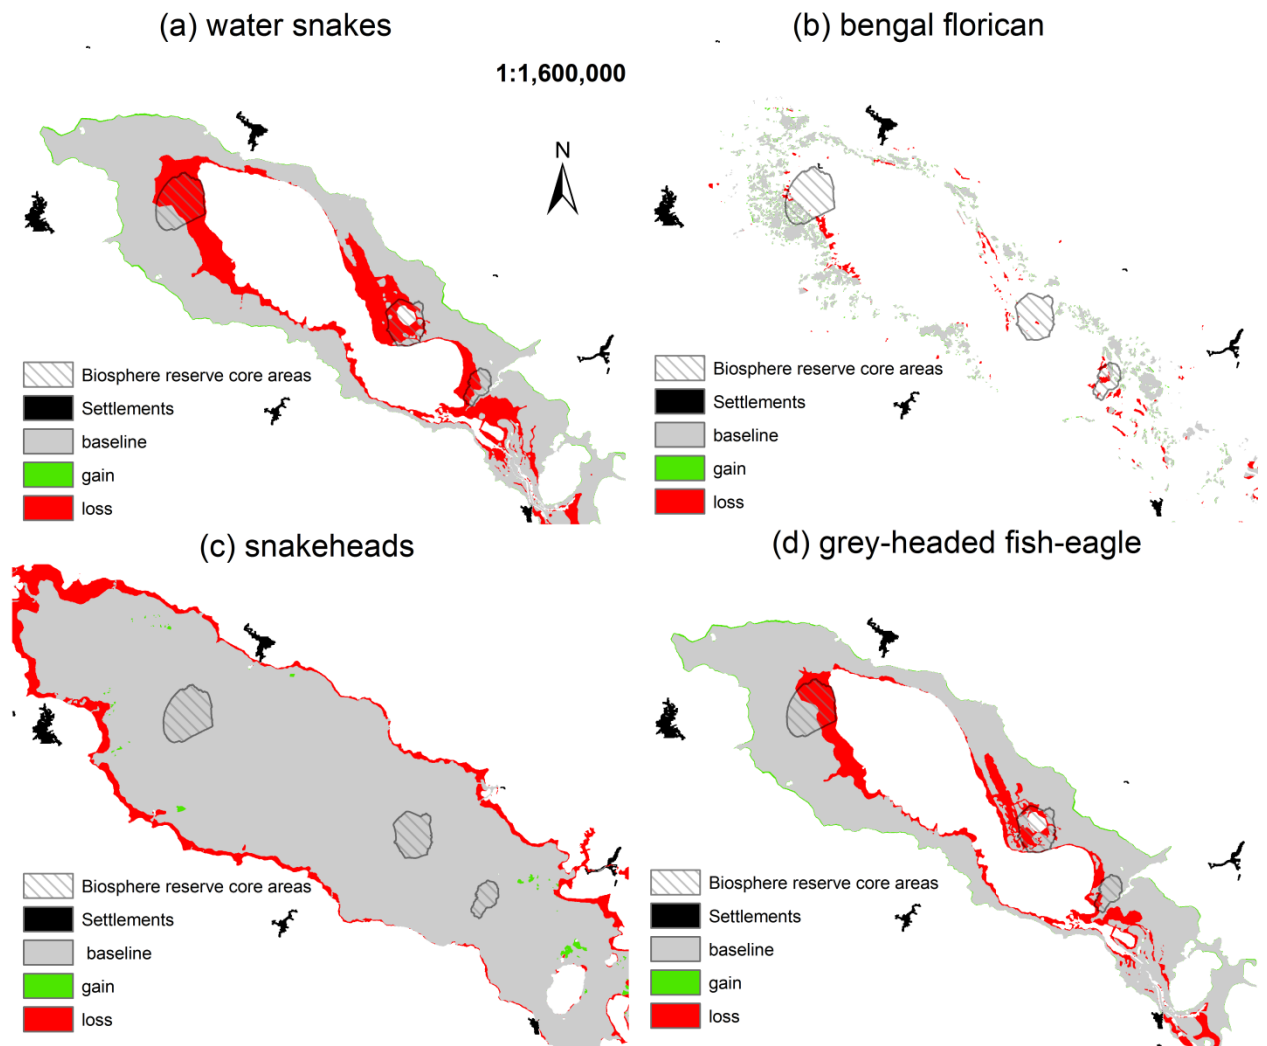 (a) water snakes
(b) bengal florican
1:1,600,000
N
Biosphere reserve core areas
Settlements
baseline
gain
loss
Biosphere reserve core areas
Settlements
baseline
gain
loss
(c) snakeheads
(d) grey-headed fish-eagle
Biosphere reserve core areas
Settlements
baseline
gain
loss
Biosphere reserve core areas
Settlements
baseline
gain
loss